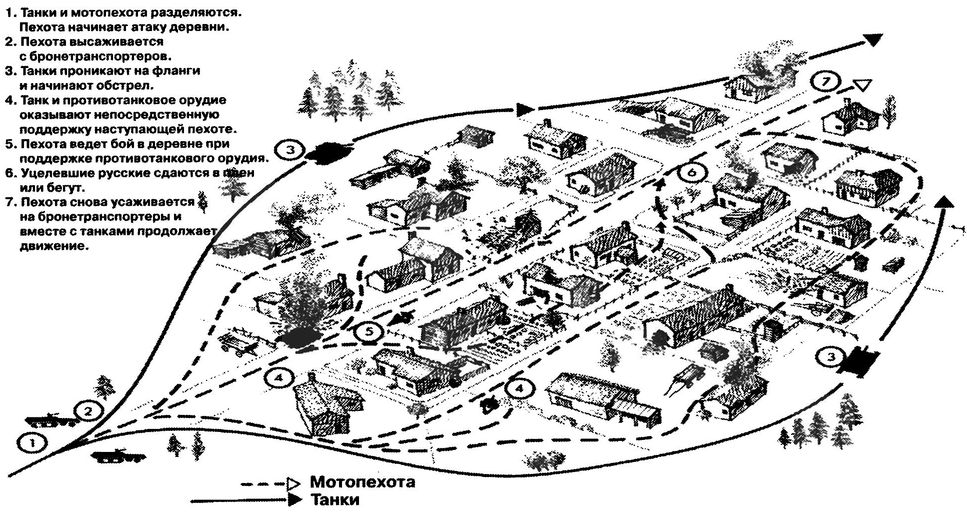 1. Танки и мотопехота разделяются.
Пехота начинает атаку деревни.
2. Пехота высаживается
с бронетранспортеров.
3. Танки проникают на фланги
и начинают обстрел.
4. Танк и противотанковое орудие
оказывают непосредственную
поддержку наступающей пехоте.
5. Пехота ведет бой в деревне при
поддержке противотанкового орудия.
6. Уцелевшие русские сдаются в плен
или бегут.
7. Пехота снова усаживается
на бронетранспортеры и
вместе с танками продолжает
движение.
7
3
6
5
3
4
4
2
1
Мотопехота
Танки